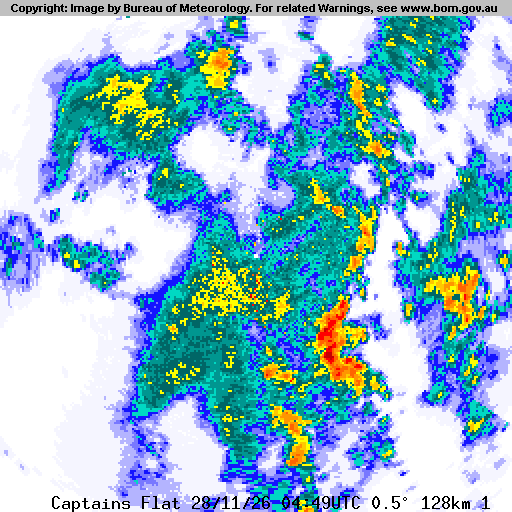 Copyright: Image by Bureau of Meteorology. For related Warnings, see www.bom.gov.au
Captains Flat 28/11/26 04:49UTC 0.5° 128km 1